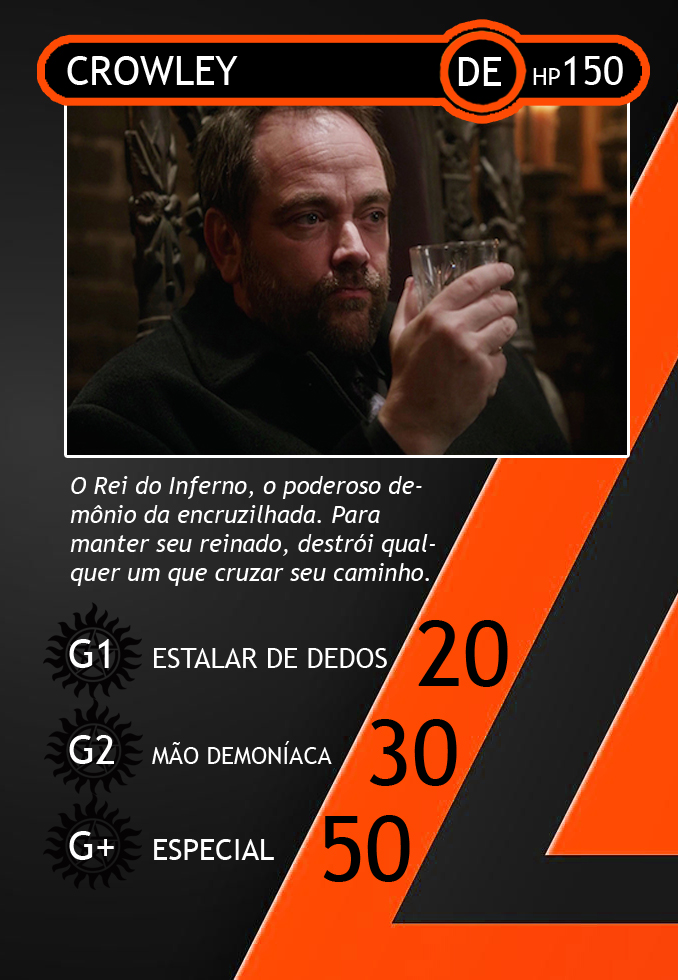 CROWLEY DE HP150
O Rei do Inferno, o poderoso de-
mônio da encruzilhada. Para
manter seu reinado, destrói qual-
quer um que cruzar seu caminho.
G1 ESTALAR DE DEDOS 20
G2 MÃO DEMONÍACA 30
G+ ESPECIAL 50